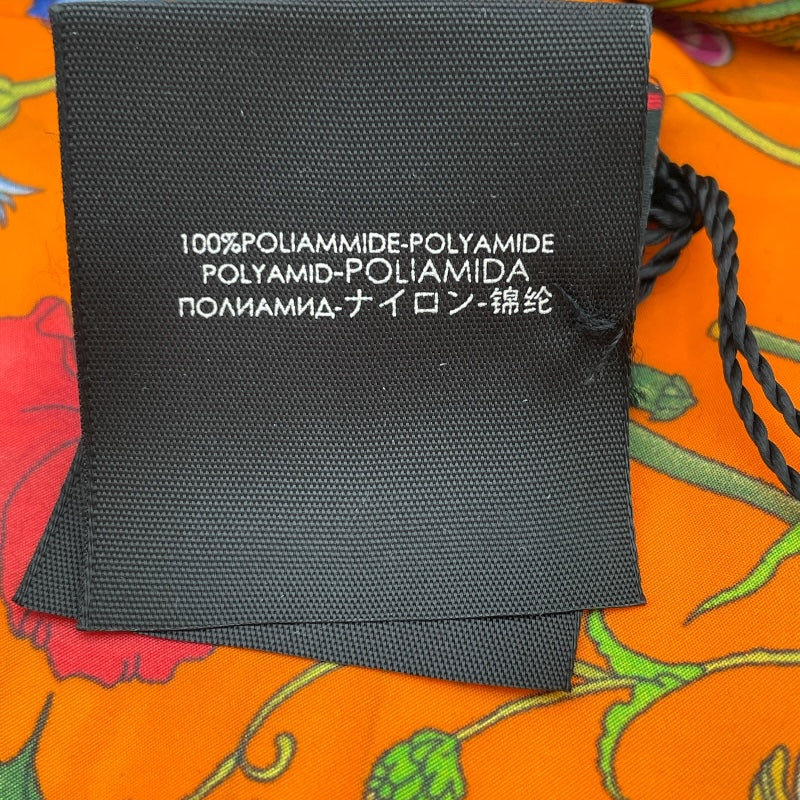 100%POLIAMMIDE-POLYAMIDE
POLYAMID-POLIAMIDA
ПОЛИАМИД-ナイロン-锦纶